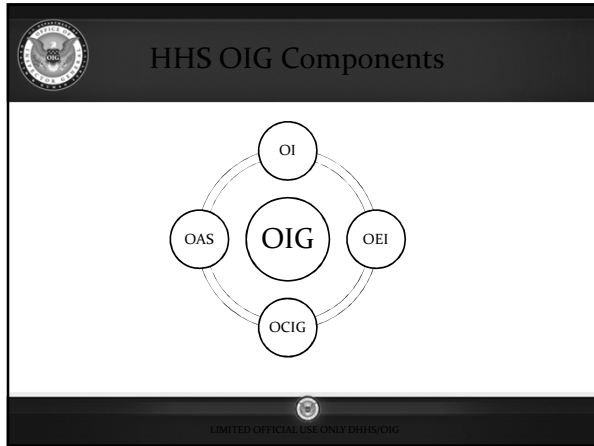 HHS OIG Components
OI
OAS
OIG
OEI
OCIG
LIMITED OFFICIAL USE ONLY DHHS/OIG